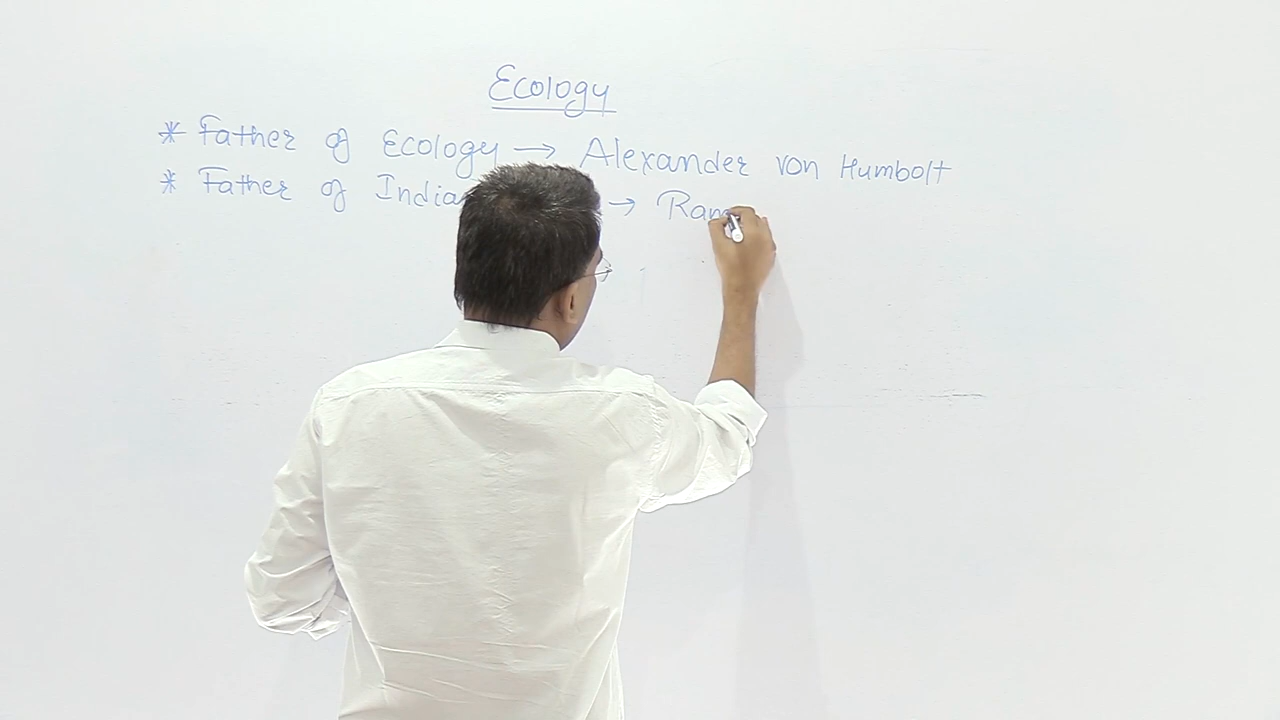 Ecology
* Father of Ecology → Alexander von Humbolt
* Father of India → Ram